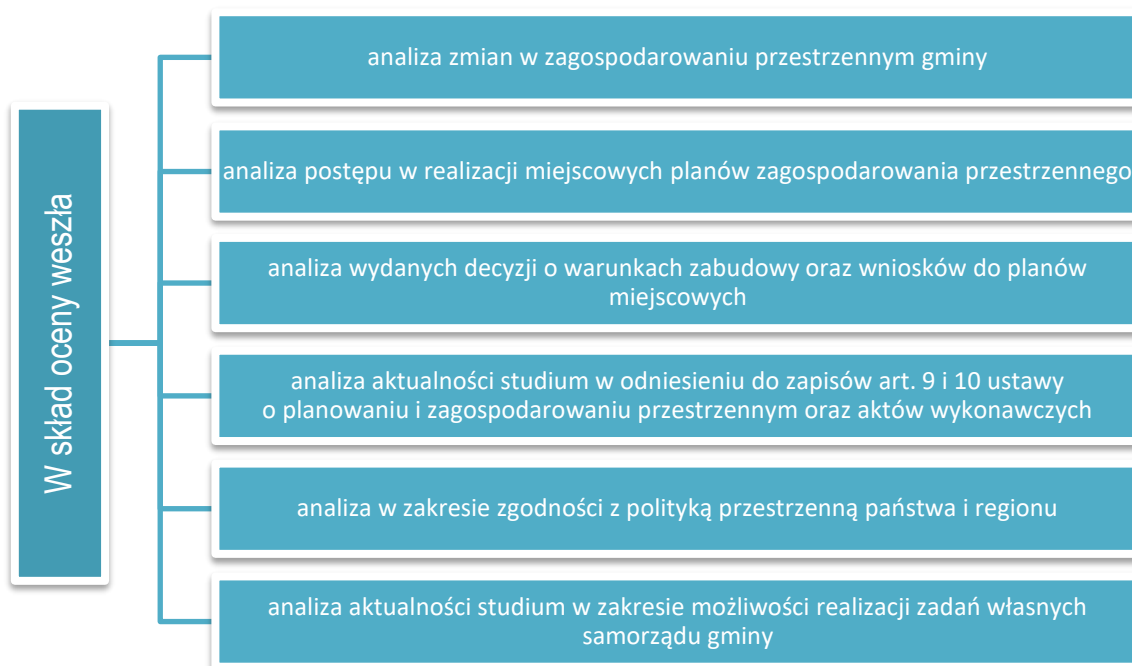 W skład oceny weszła
analiza zmian w zagospodarowaniu przestrzennym gminy
analiza postępu w realizacji miejscowych planów zagospodarowania przestrzennego
analiza wydanych decyzji o warunkach zabudowy oraz wniosków do planów
miejscowych
analiza aktualności studium w odniesieniu do zapisów art. 9 i 10 ustawy
o planowaniu i zagospodarowaniu przestrzennym oraz aktów wykonawczych
analiza w zakresie zgodności z polityką przestrzenną państwa i regionu
analiza aktualności studium w zakresie możliwości realizacji zadań własnych
samorządu gminy